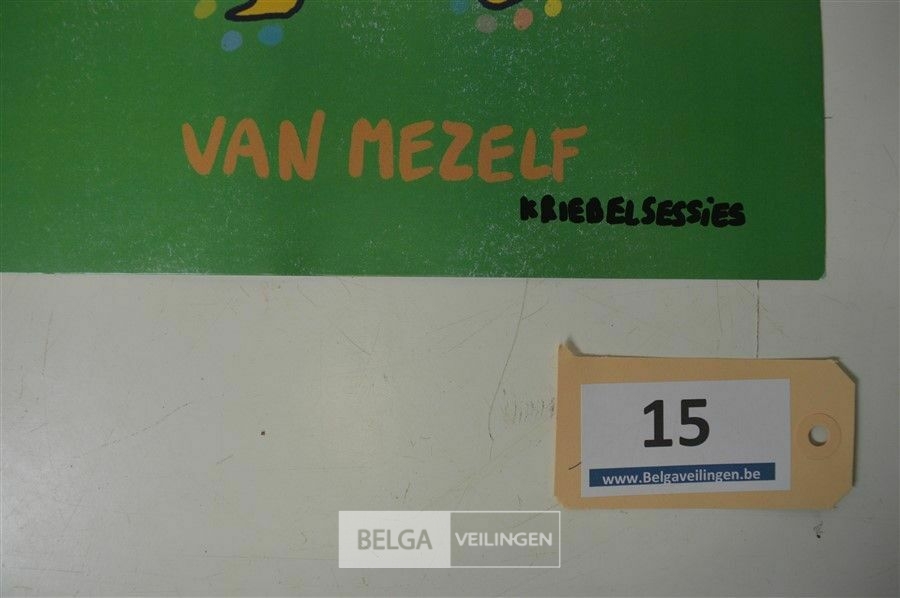 VAN MEZELF
KRIEBELSESSiES
15
www.Belgaveilingen.be
BELGA VEILINGEN